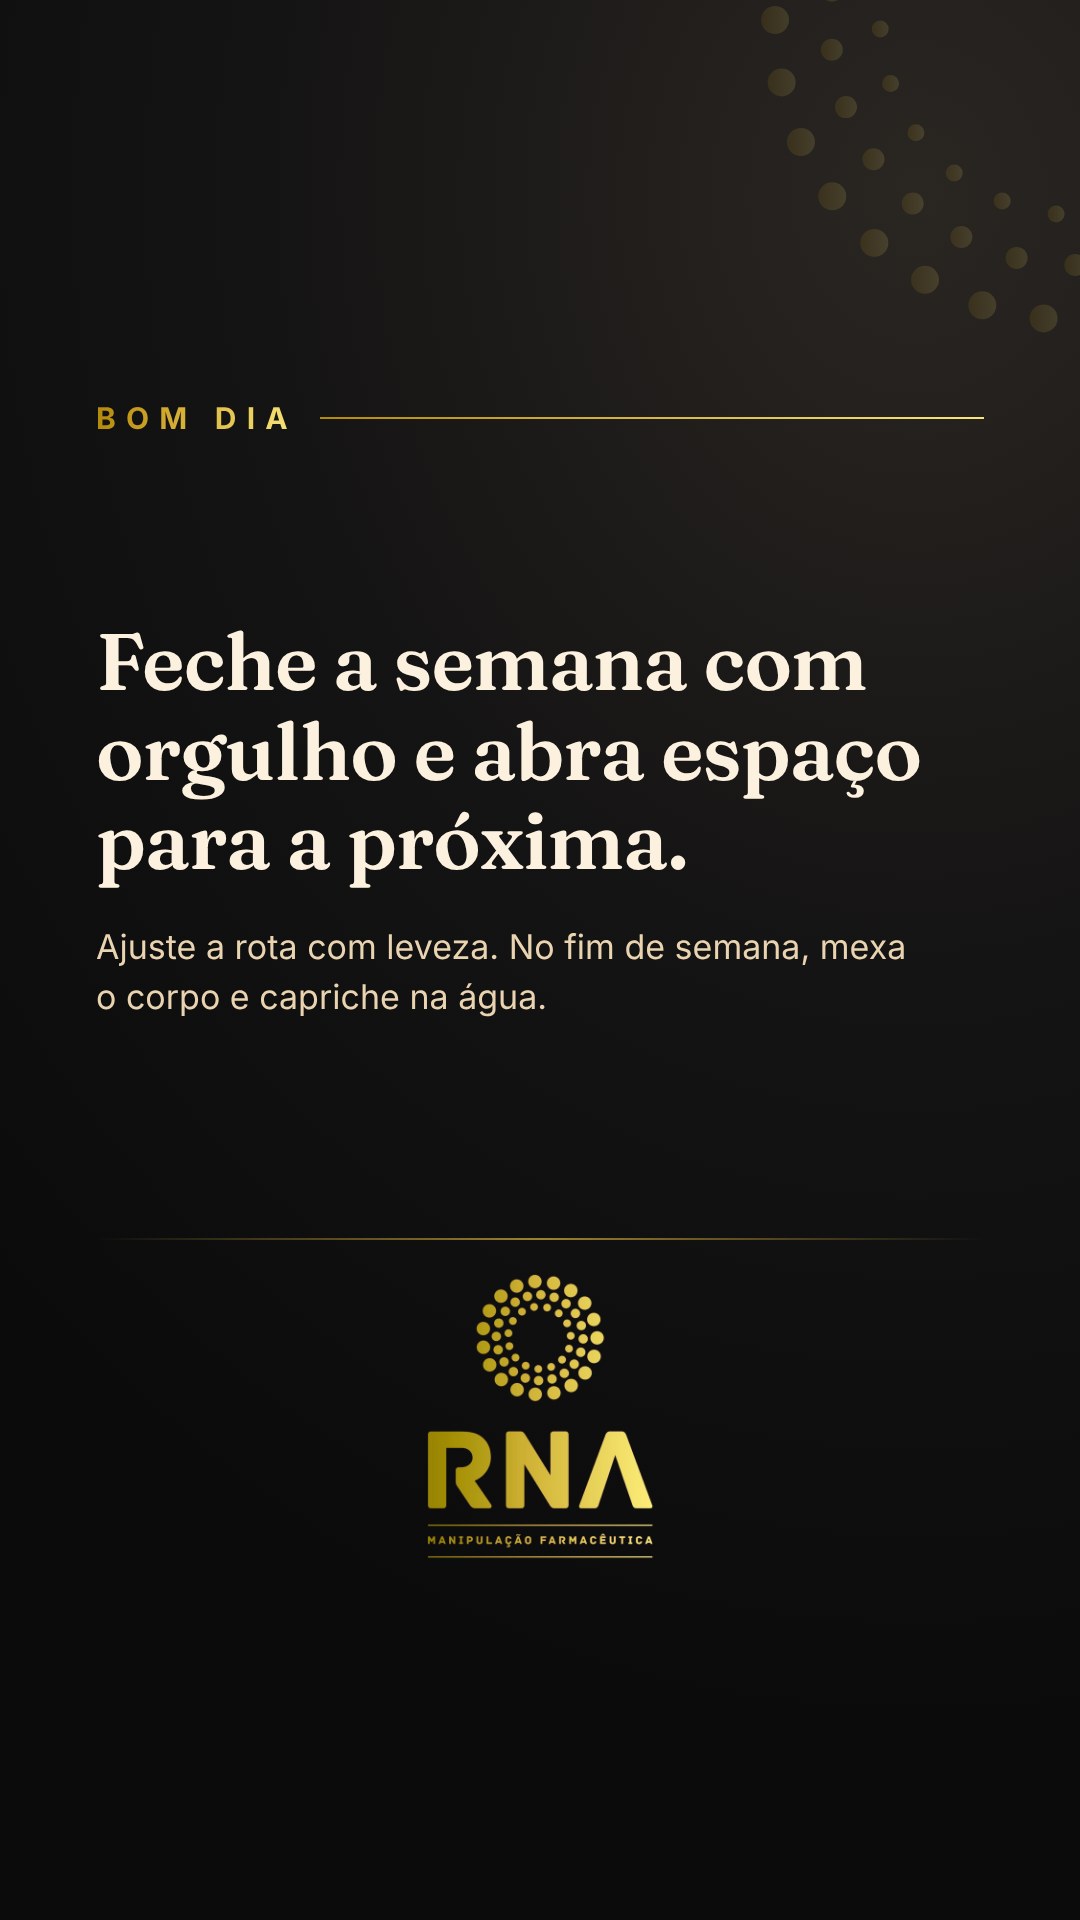 BOM DIA
Feche a semana com
orgulho e abra espaço
para a próxima.
Ajuste a rota com leveza. No fim de semana, mexa
o corpo e capriche na água.
RNA
MANIPULAÇÃO FARMACÊUTICA